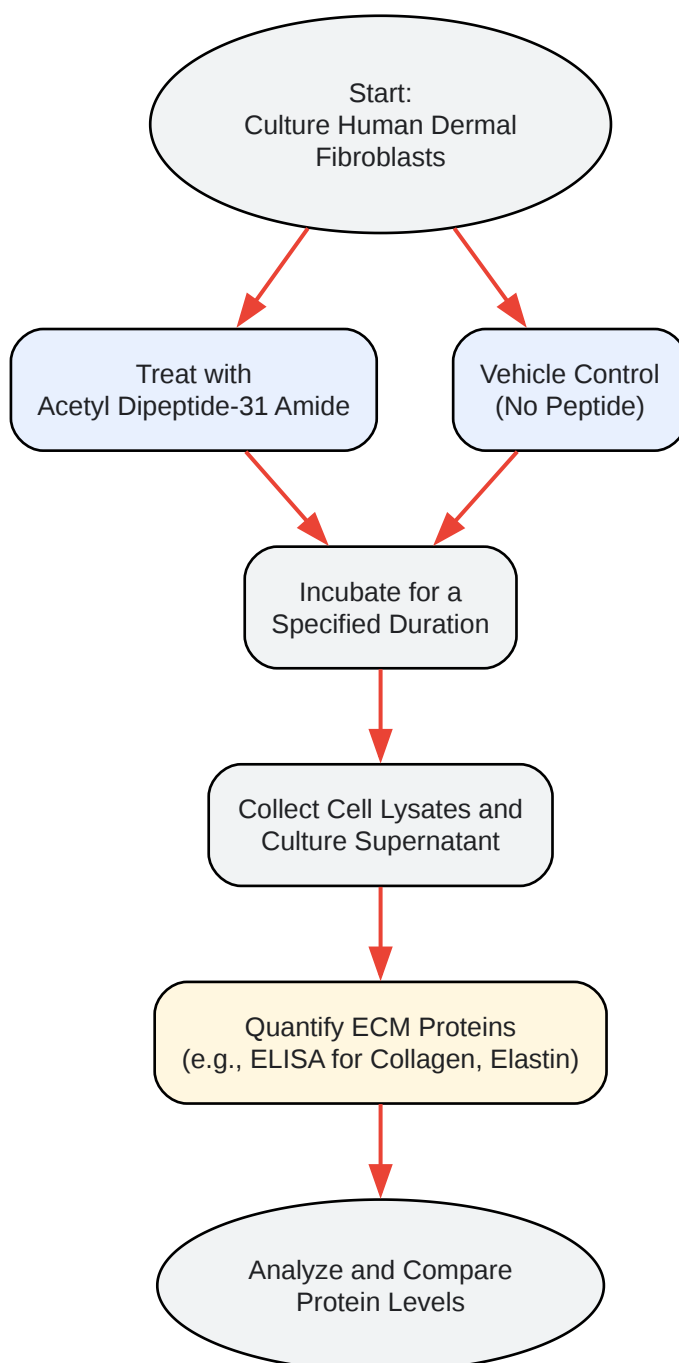 Start:
Culture Human Dermal
Fibroblasts
Treat with
Acetyl Dipeptide-31 Amide
Vehicle Control
(No Peptide)
Incubate for a
Specified Duration
Collect Cell Lysates and
Culture Supernatant
Quantify ECM Proteins
(e.g., ELISA for Collagen, Elastin)
Analyze and Compare
Protein Levels